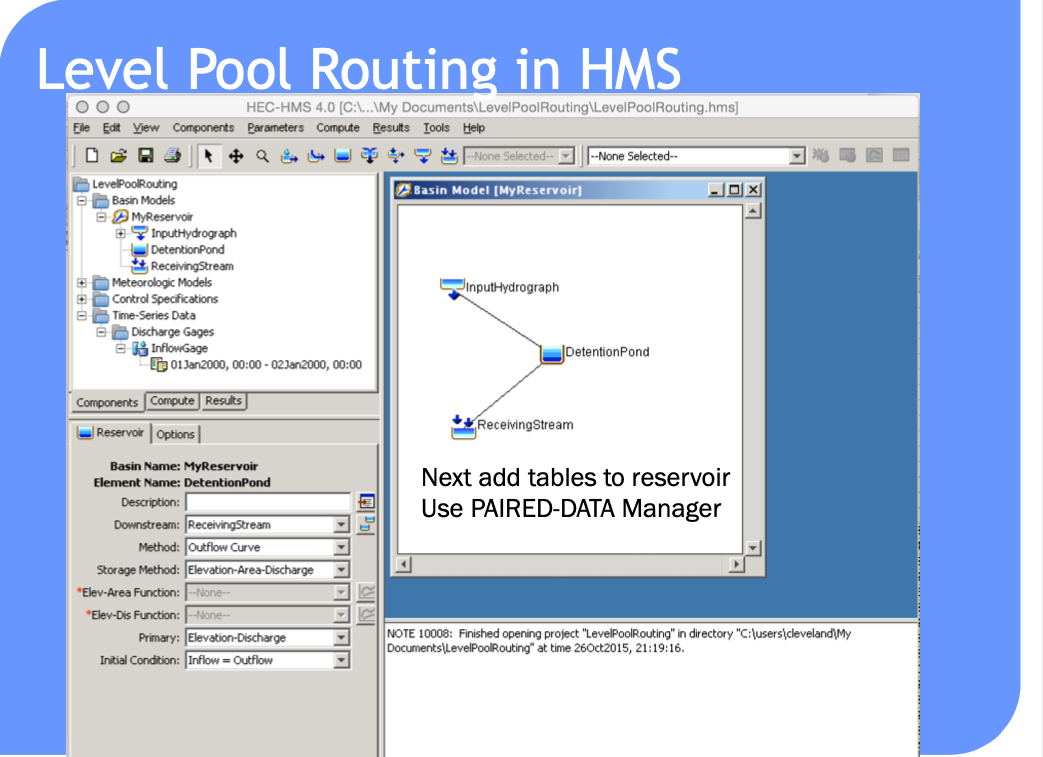 Level Pool Routing in HMS
HEC-HMS 4.0 [C:\...\My Documents\LevelPoolRouting\LevelPoolRouting.hms]
File Edit View Components Parameters Compute Results Tools Help
--None Selected-- --None Selected--
LevelPoolRouting
Basin Models
MyReservoir
InputHydrograph
DetentionPond
ReceivingStream
Meteorologic Models
Control Specifications
Time-Series Data
Discharge Gages
InflowGage
01Jan2000, 00:00 - 02Jan2000, 00:00
Components Compute Results
Reservoir Options
Basin Name: MyReservoir
Element Name: DetentionPond
Description:
Downstream: ReceivingStream
Method: Outflow Curve
Storage Method: Elevation-Area-Discharge
*Elev-Area Function: --None--
*Elev-Dis Function: --None--
Primary: Elevation-Discharge
Initial Condition: Inflow = Outflow
Basin Model [MyReservoir]
InputHydrograph
DetentionPond
ReceivingStream
Next add tables to reservoir
Use PAIRED-DATA Manager
NOTE 10008: Finished opening project "LevelPoolRouting" in directory "C:\users\cleveland\My
Documents\LevelPoolRouting" at time 26Oct2015, 21:19:16.